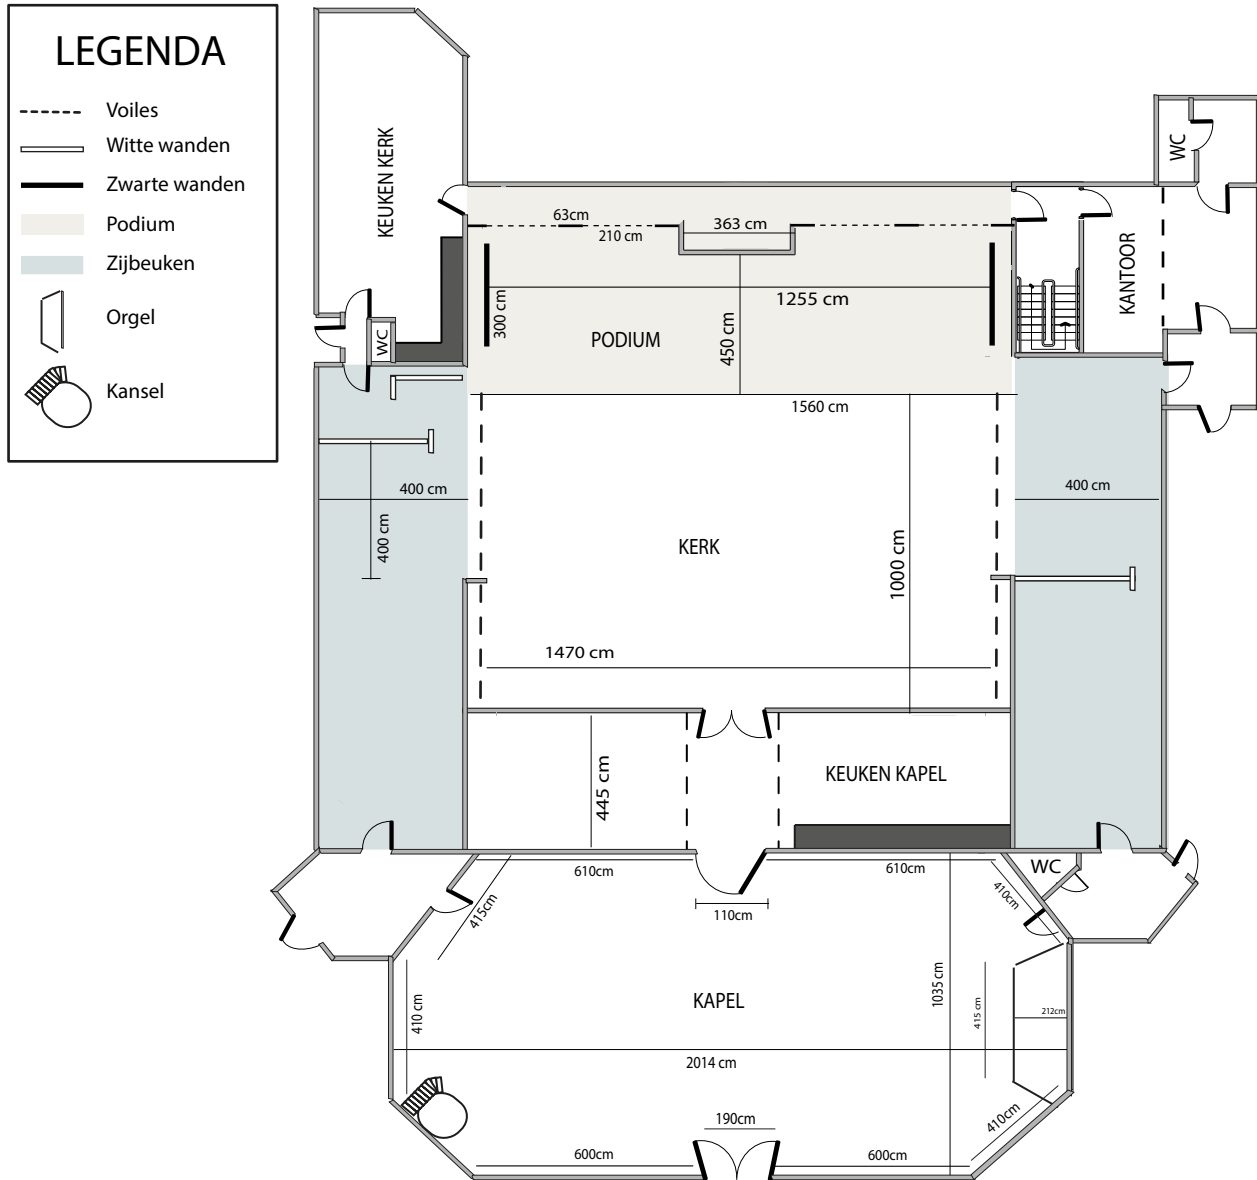 LEGENDA
Voiles
Witte wanden
Zwarte wanden
Podium
Zijbeuken
Orgel
Kansel
KEUKEN KERK
WC
WC
KANTOOR
63cm
210 cm
363 cm
300 cm
1255 cm
450 cm
PODIUM
1560 cm
400 cm
400 cm
400 cm
KERK
1000 cm
1470 cm
445 cm
KEUKEN KAPEL
610cm
610cm
WC
110cm
415cm
410cm
410 cm
KAPEL
1035 cm
415 cm
212cm
2014 cm
190cm
410cm
600cm
600cm